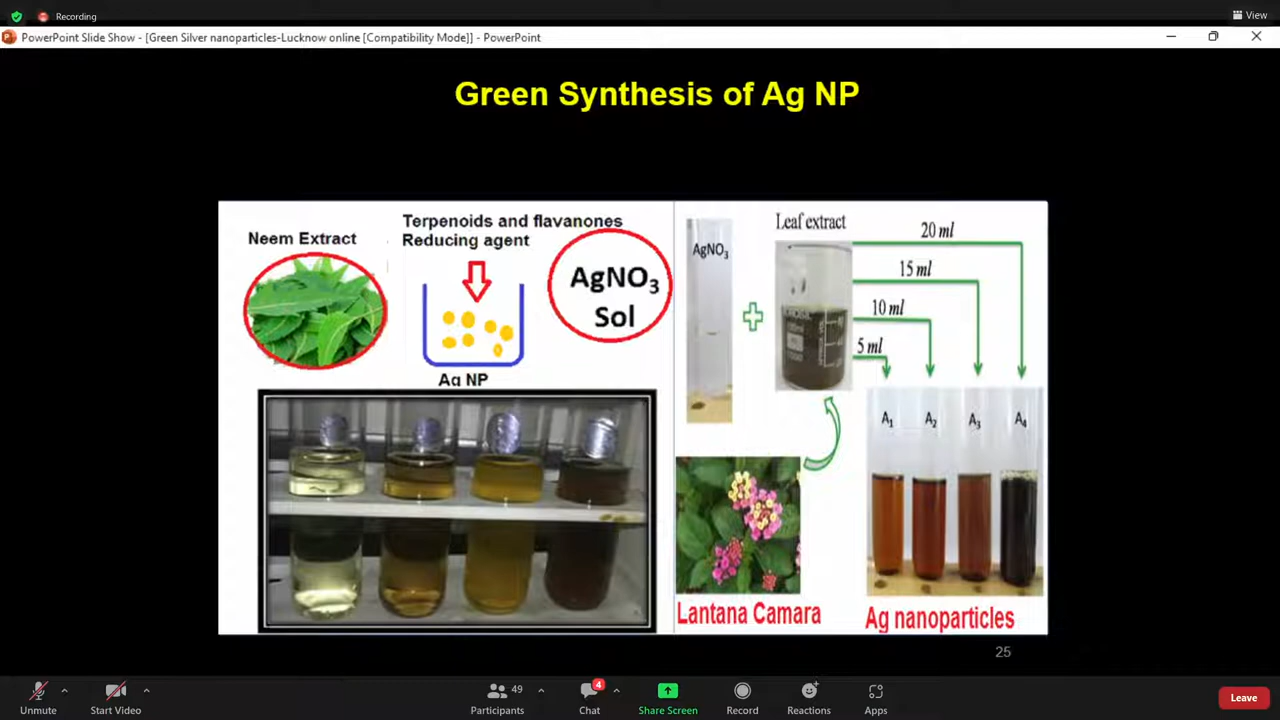 Recording
View
PowerPoint Slide Show - [Green Silver nanoparticles-Lucknow online [Compatibility Mode]] - PowerPoint
Green Synthesis of Ag NP
Neem Extract
Terpenoids and flavanones
Reducing agent
AgNO3
Sol
Ag NP
AgNO3
Leaf extract
20 ml
15 ml
10 ml
5 ml
A1
A2
A3
A4
Lantana Camara
Ag nanoparticles
25
Unmute
Start Video
49
Participants
4
Chat
Share Screen
Record
Reactions
Apps
Leave